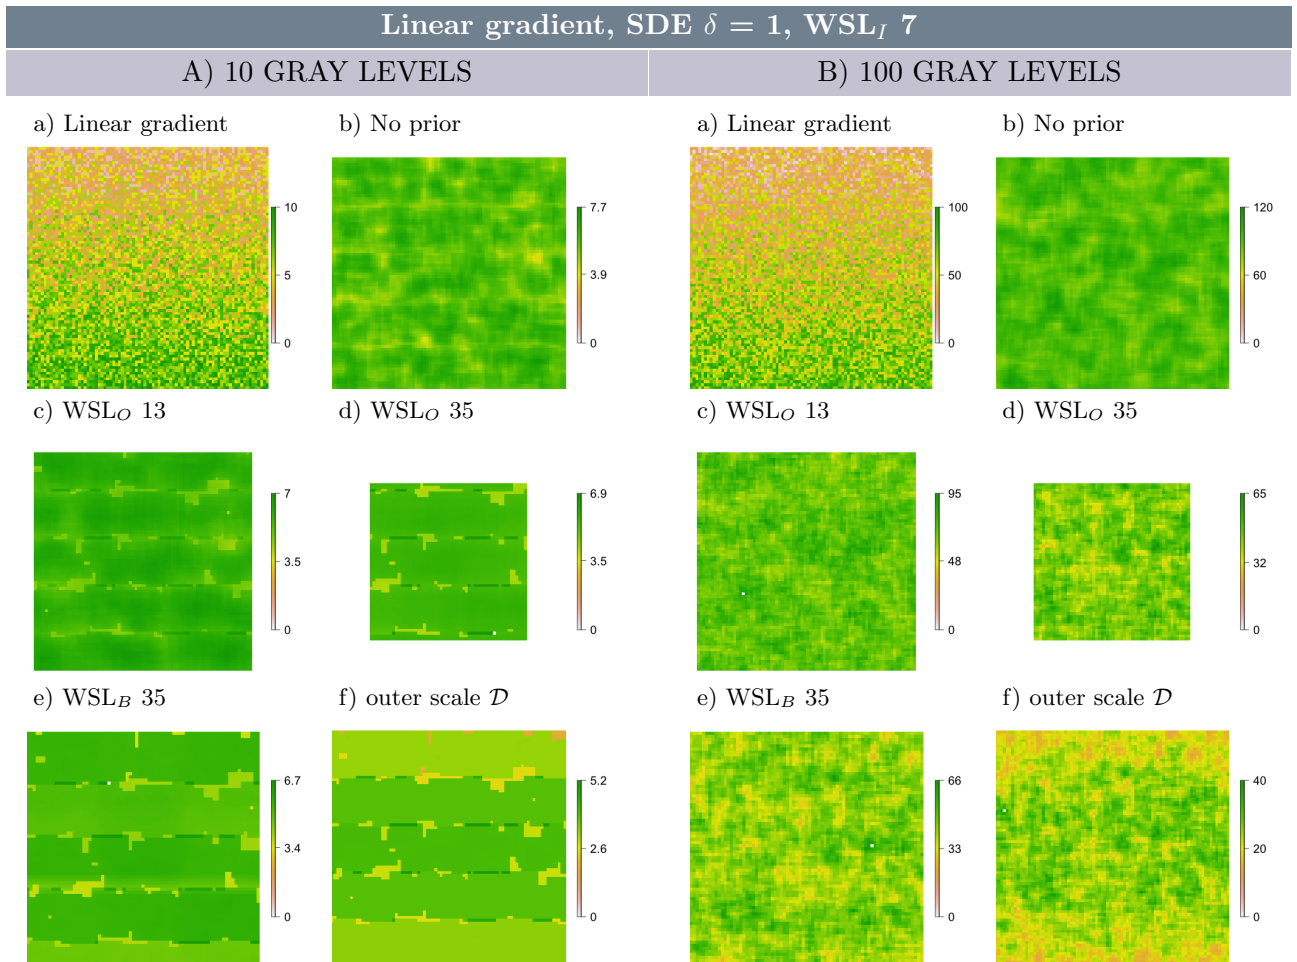 Linear gradient, SDE δ = 1, WSL_I 7
A) 10 GRAY LEVELS
B) 100 GRAY LEVELS
a) Linear gradient
b) No prior
a) Linear gradient
b) No prior
10
5
0
7.7
3.9
0
100
50
0
120
60
0
c) WSL_O 13
d) WSL_O 35
c) WSL_O 13
d) WSL_O 35
7
3.5
0
6.9
3.5
0
95
48
0
65
32
0
e) WSL_B 35
f) outer scale 𝒟
e) WSL_B 35
f) outer scale 𝒟
6.7
3.4
0
5.2
2.6
0
66
33
0
40
20
0